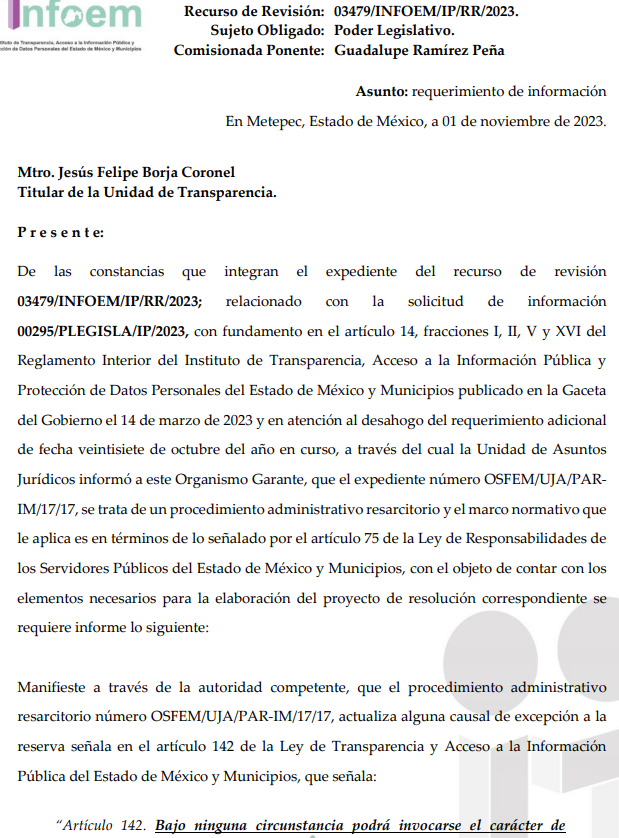 infoem
Instituto de Transparencia, Acceso a la Información Pública y
ción de Datos Personales del Estado de México y Municipios
Recurso de Revisión: 03479/INFOEM/IP/RR/2023.
Sujeto Obligado: Poder Legislativo.
Comisionada Ponente: Guadalupe Ramírez Peña
Asunto: requerimiento de información
En Metepec, Estado de México, a 01 de noviembre de 2023.
Mtro. Jesús Felipe Borja Coronel
Titular de la Unidad de Transparencia.
P r e s e n t e:
De las constancias que integran el expediente del recurso de revisión
03479/INFOEM/IP/RR/2023; relacionado con la solicitud de información
00295/PLEGISLA/IP/2023, con fundamento en el artículo 14, fracciones I, II, V y XVI del
Reglamento Interior del Instituto de Transparencia, Acceso a la Información Pública y
Protección de Datos Personales del Estado de México y Municipios publicado en la Gaceta
del Gobierno el 14 de marzo de 2023 y en atención al desahogo del requerimiento adicional
de fecha veintisiete de octubre del año en curso, a través del cual la Unidad de Asuntos
Jurídicos informó a este Organismo Garante, que el expediente número OSFEM/UJA/PAR-
IM/17/17, se trata de un procedimiento administrativo resarcitorio y el marco normativo que
le aplica es en términos de lo señalado por el artículo 75 de la Ley de Responsabilidades de
los Servidores Públicos del Estado de México y Municipios, con el objeto de contar con los
elementos necesarios para la elaboración del proyecto de resolución correspondiente se
requiere informe lo siguiente:
Manifieste a través de la autoridad competente, que el procedimiento administrativo
resarcitorio número OSFEM/UJA/PAR-IM/17/17, actualiza alguna causal de excepción a la
reserva señala en el artículo 142 de la Ley de Transparencia y Acceso a la Información
Pública del Estado de México y Municipios, que señala:
“Artículo 142. Bajo ninguna circunstancia podrá invocarse el carácter de